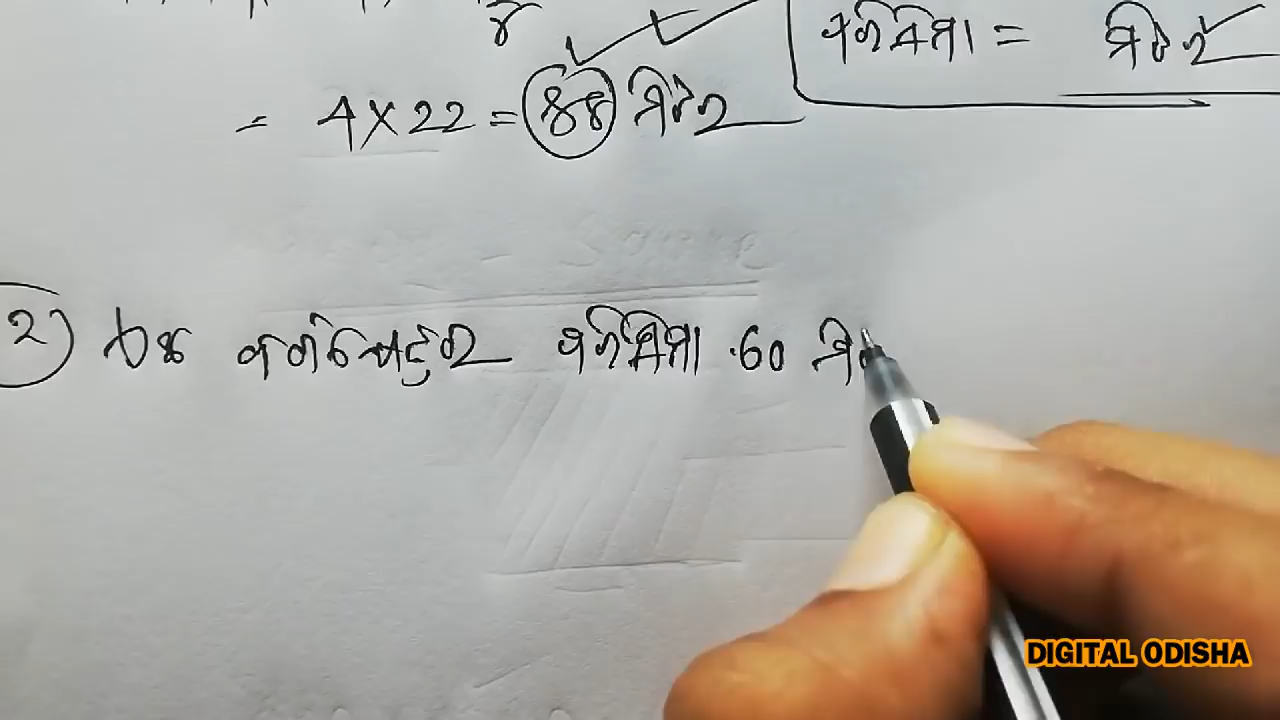 ପରିସୀମା = ମିଟର
= 4 X 22 = 88 ମିଟର
2) ଏକ ବର୍ଗକ୍ଷେତ୍ରର ପରିସୀମା 60 ମି
DIGITAL ODISHA